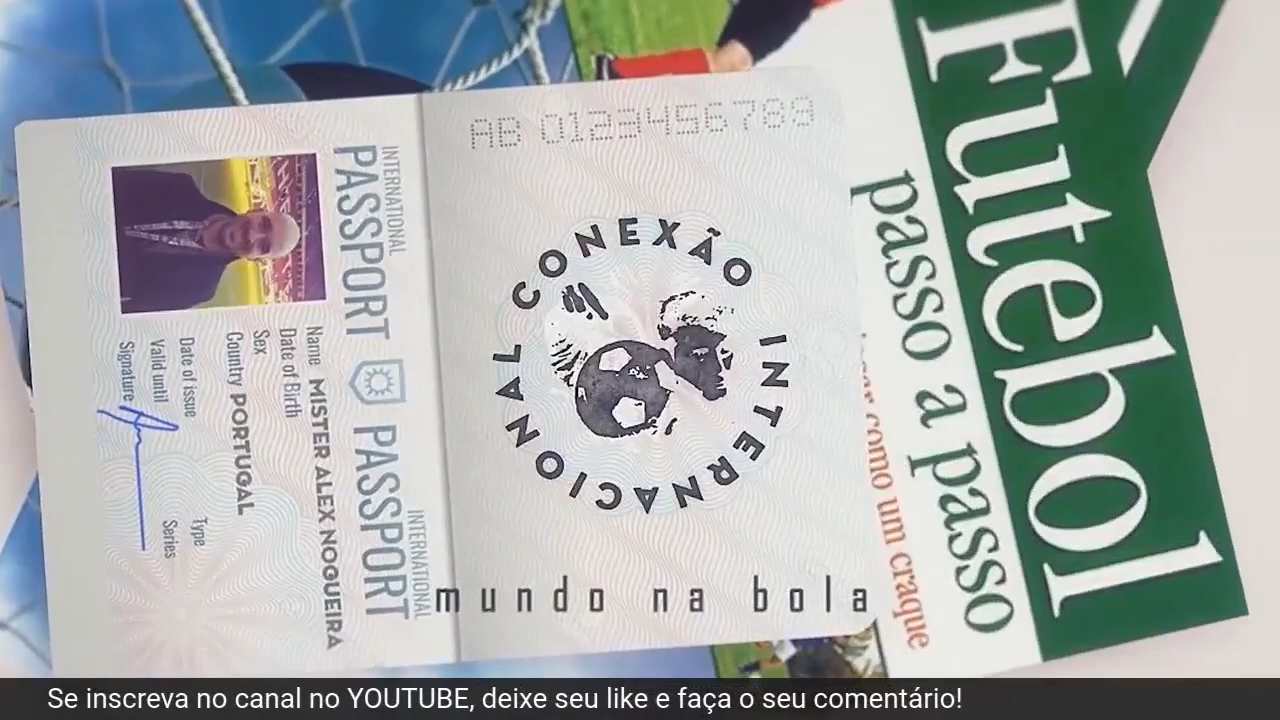 AB 0123456789
CONEXÃO INTERNACIONAL
mundo na bola
INTERNATIONAL
PASSPORT
INTERNATIONAL
PASSPORT
Name MISTER ALEX NOGUEIRA
Date of Birth
Sex
Country PORTUGAL
Date of issue
Valid until
Signature
Type
Series
Futebol
passo a passo
como um craque
Se inscreva no canal no YOUTUBE, deixe seu like e faça o seu comentário!